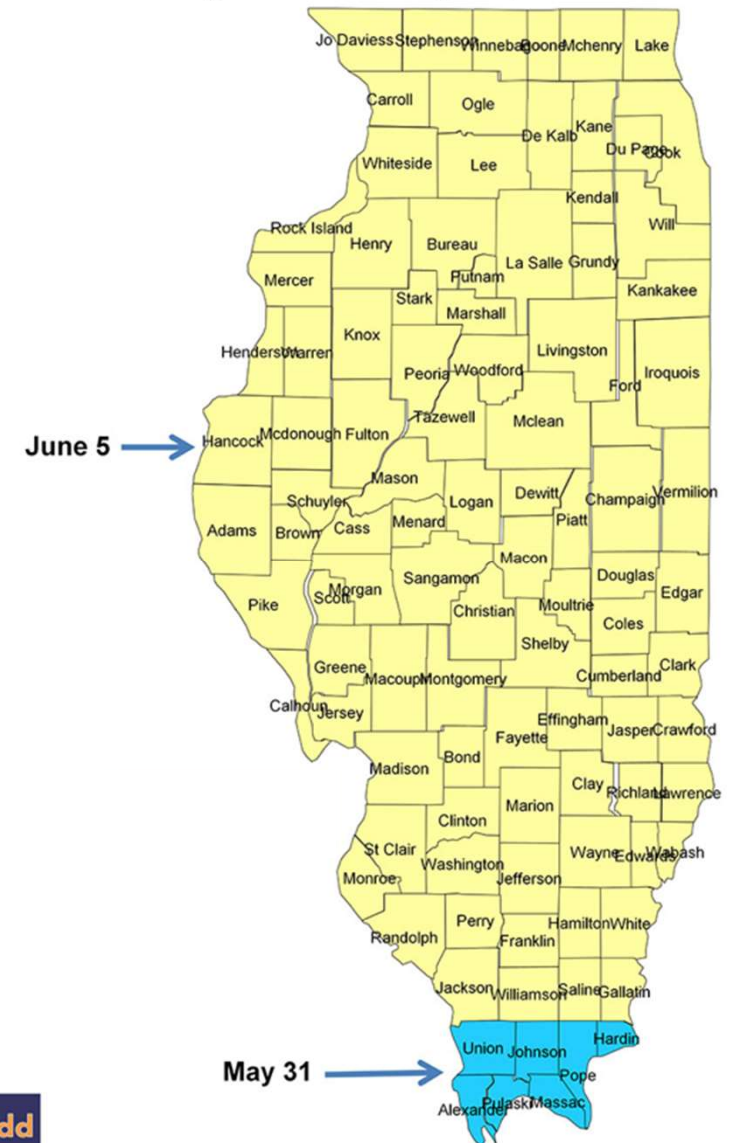 Jo Daviess Stephenson Winnebago Boone Mchenry Lake
Carroll Ogle De Kalb Kane Du Page Cook
Whiteside Lee
Kendall
Rock Island Henry Bureau Will
Mercer Putnam La Salle Grundy
Stark Marshall Kankakee
Henderson Warren Knox Livingston
Peoria Woodford Ford Iroquois
Tazewell Mclean
June 5 Hancock Mcdonough Fulton
Mason
Schuyler Logan Dewitt Champaign Vermilion
Adams Brown Cass Menard Piatt
Macon
Sangamon Douglas
Pike Scott Morgan Christian Moultrie Edgar
Coles
Shelby
Greene Macoupin Montgomery Cumberland Clark
Calhoun Jersey Effingham
Fayette Jasper Crawford
Madison Bond
Clay Richland Lawrence
Clinton Marion
St Clair Washington Wayne Edwards Wabash
Monroe Jefferson
Perry Hamilton White
Randolph Franklin
Jackson Williamson Saline Gallatin
Union Johnson Hardin
May 31 Pope
Alexander Pulaski Massac
dd